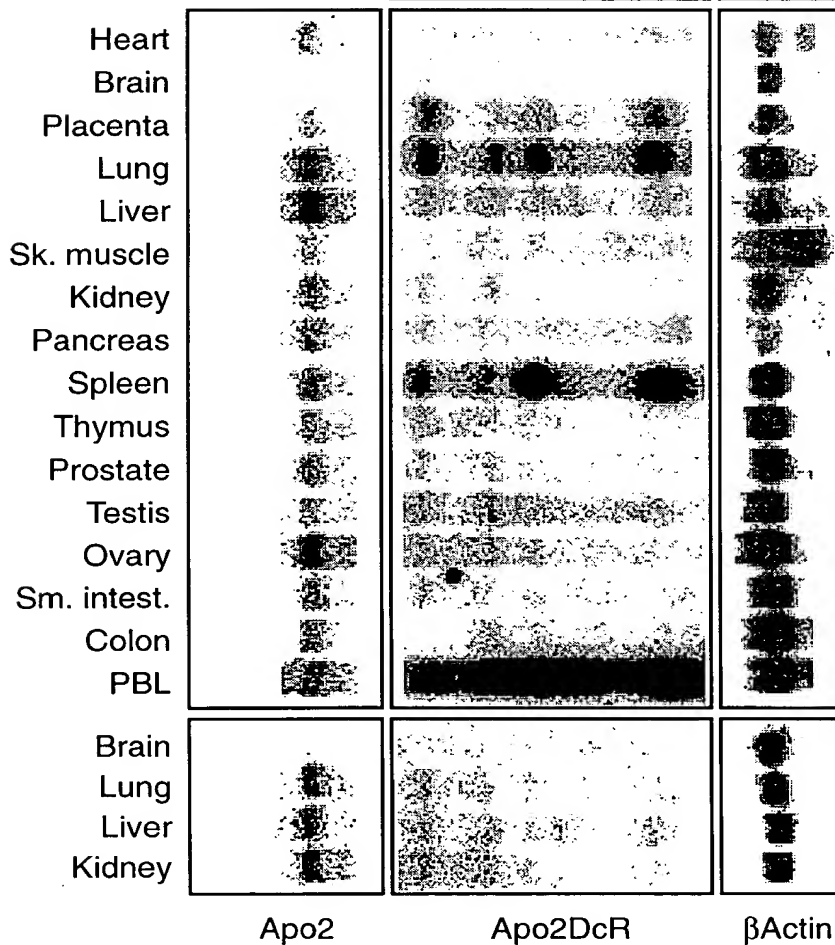 Heart
Brain
Placenta
Lung
Liver
Sk. muscle
Kidney
Pancreas
Spleen
Thymus
Prostate
Testis
Ovary
Sm. intest.
Colon
PBL
Brain
Lung
Liver
Kidney
Apo2 Apo2DcR βActin